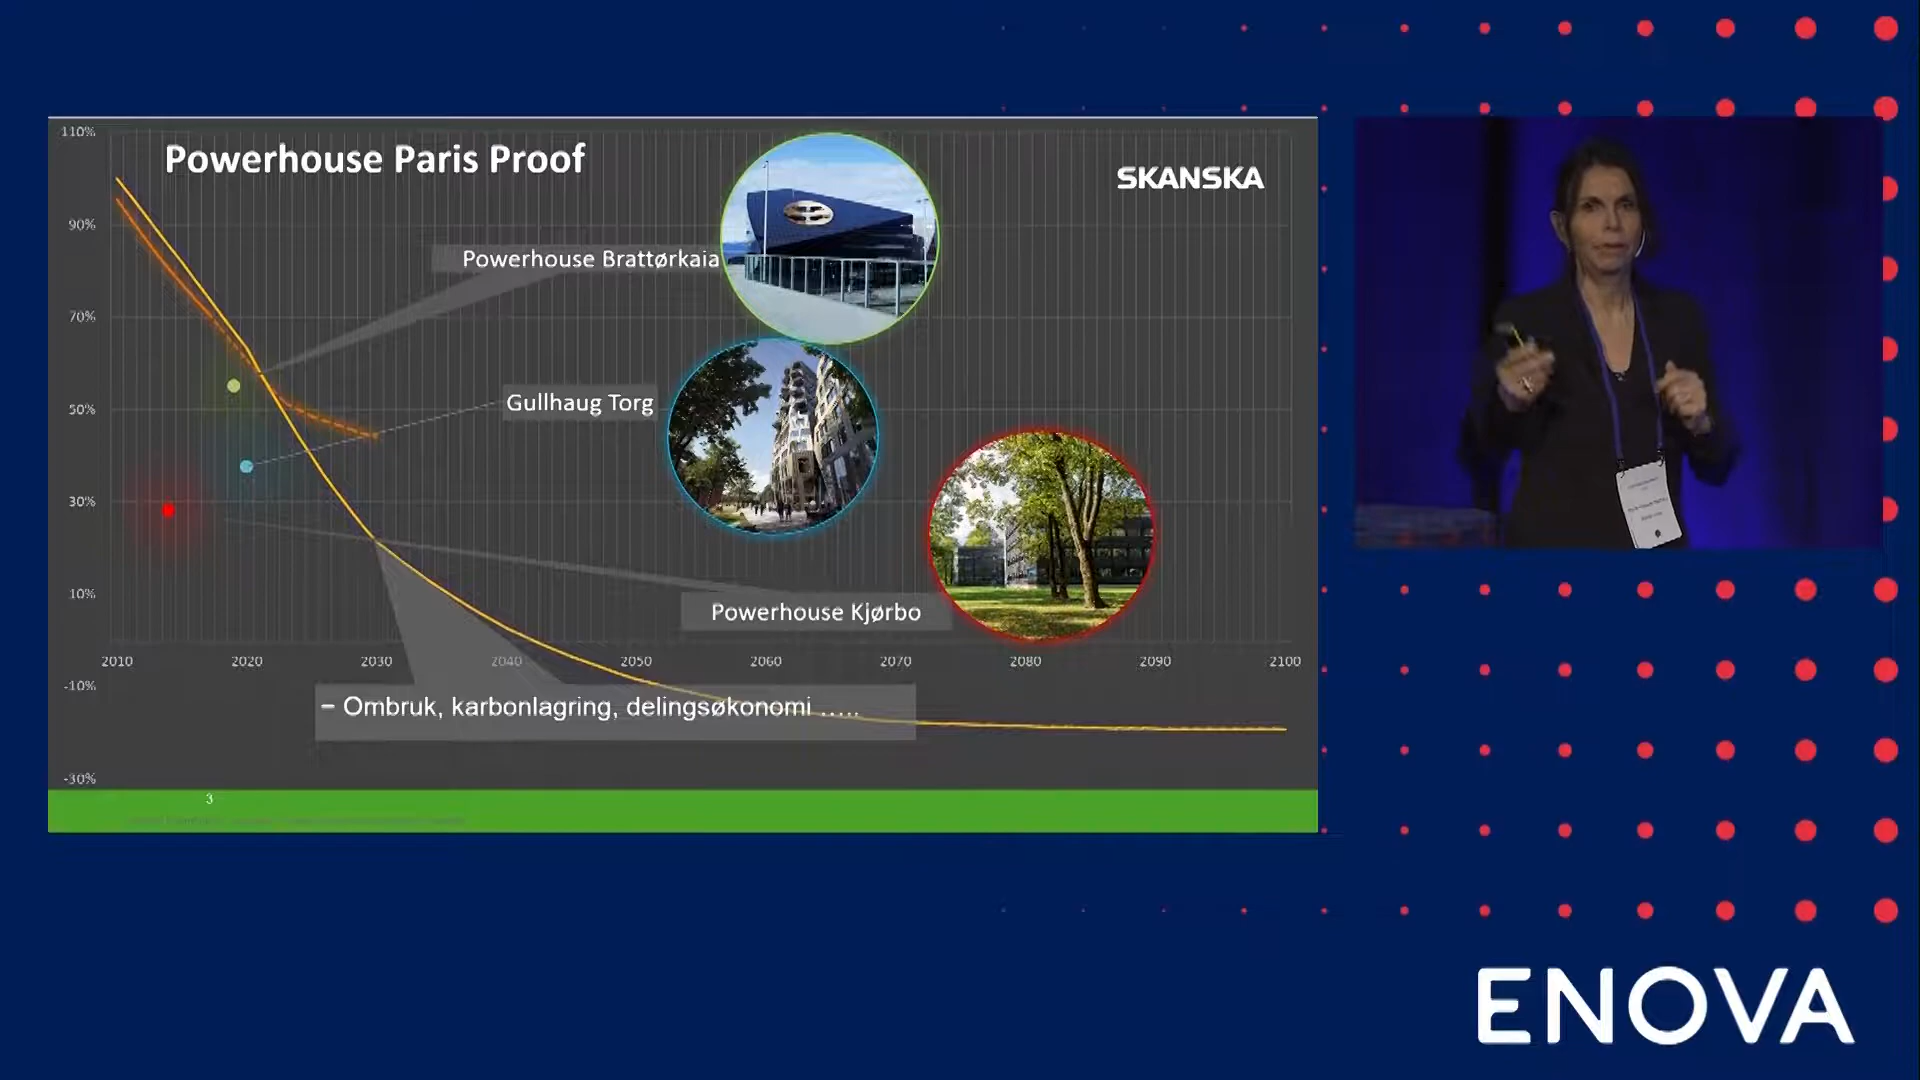 110%
Powerhouse Paris Proof
SKANSKA
90%
Powerhouse Brattørkaia
70%
50%
Gullhaug Torg
30%
10%
Powerhouse Kjørbo
2010 2020 2030 2040 2050 2060 2070 2080 2090 2100
-10%
– Ombruk, karbonlagring, delingsøkonomi .....
-30%
3
ENOVA